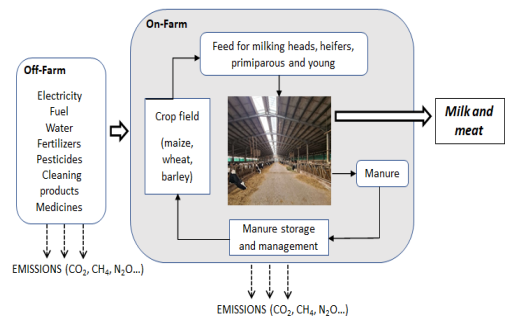 On-Farm
Feed for milking heads, heifers,
primiparous and young
Off-Farm
Electricity
Fuel
Water
Fertilizers
Pesticides
Cleaning
products
Medicines
Crop field
(maize,
wheat,
barley)
Milk and
meat
Manure
Manure storage
and management
EMISSIONS (CO₂, CH₄, N₂O...)
EMISSIONS (CO₂, CH₄, N₂O...)